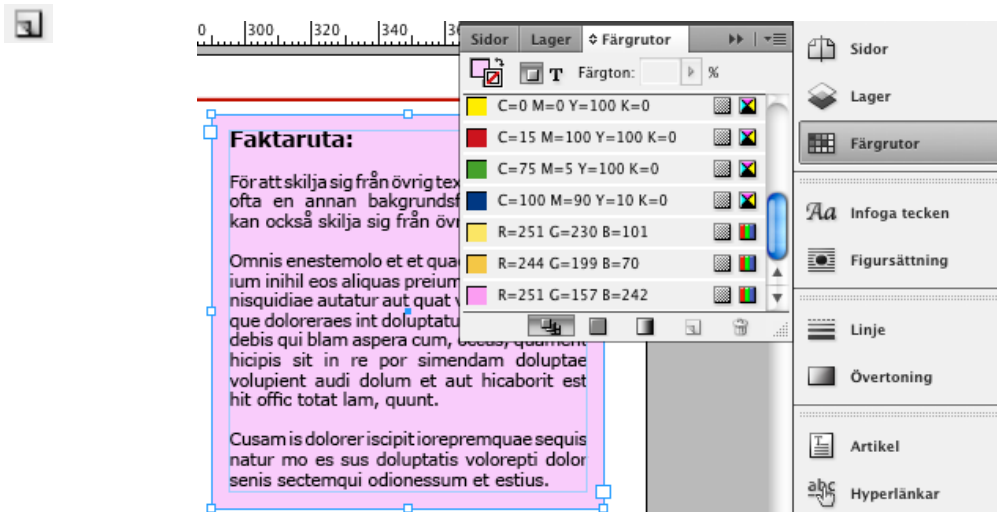 0 300 320 340 3
Sidor Lager Färgrutor
T Färgton: %
C=0 M=0 Y=100 K=0
C=15 M=100 Y=100 K=0
C=75 M=5 Y=100 K=0
C=100 M=90 Y=10 K=0
R=251 G=230 B=101
R=244 G=199 B=70
R=251 G=157 B=242
Faktaruta:
För att skilja sig från övrig tex
ofta en annan bakgrundsf
kan också skilja sig från övr
Omnis enestemolo et et quae
ium inihil eos aliquas preium
nisquidiae autatur aut quat v
que doloreraes int doluptatu
debis qui blam aspera cum,
hicipis sit in re por simendam doluptae
volupient audi dolum et aut hicaborit est
hit offic totat lam, quunt.
Cusam is dolorer iscipit iorepremquae sequis
natur mo es sus doluptatis volorepti dolor
senis sectemqui odionessum et estius.
Sidor
Lager
Färgrutor
Aa Infoga tecken
Figursättning
Linje
Övertoning
T Artikel
abc Hyperlänkar